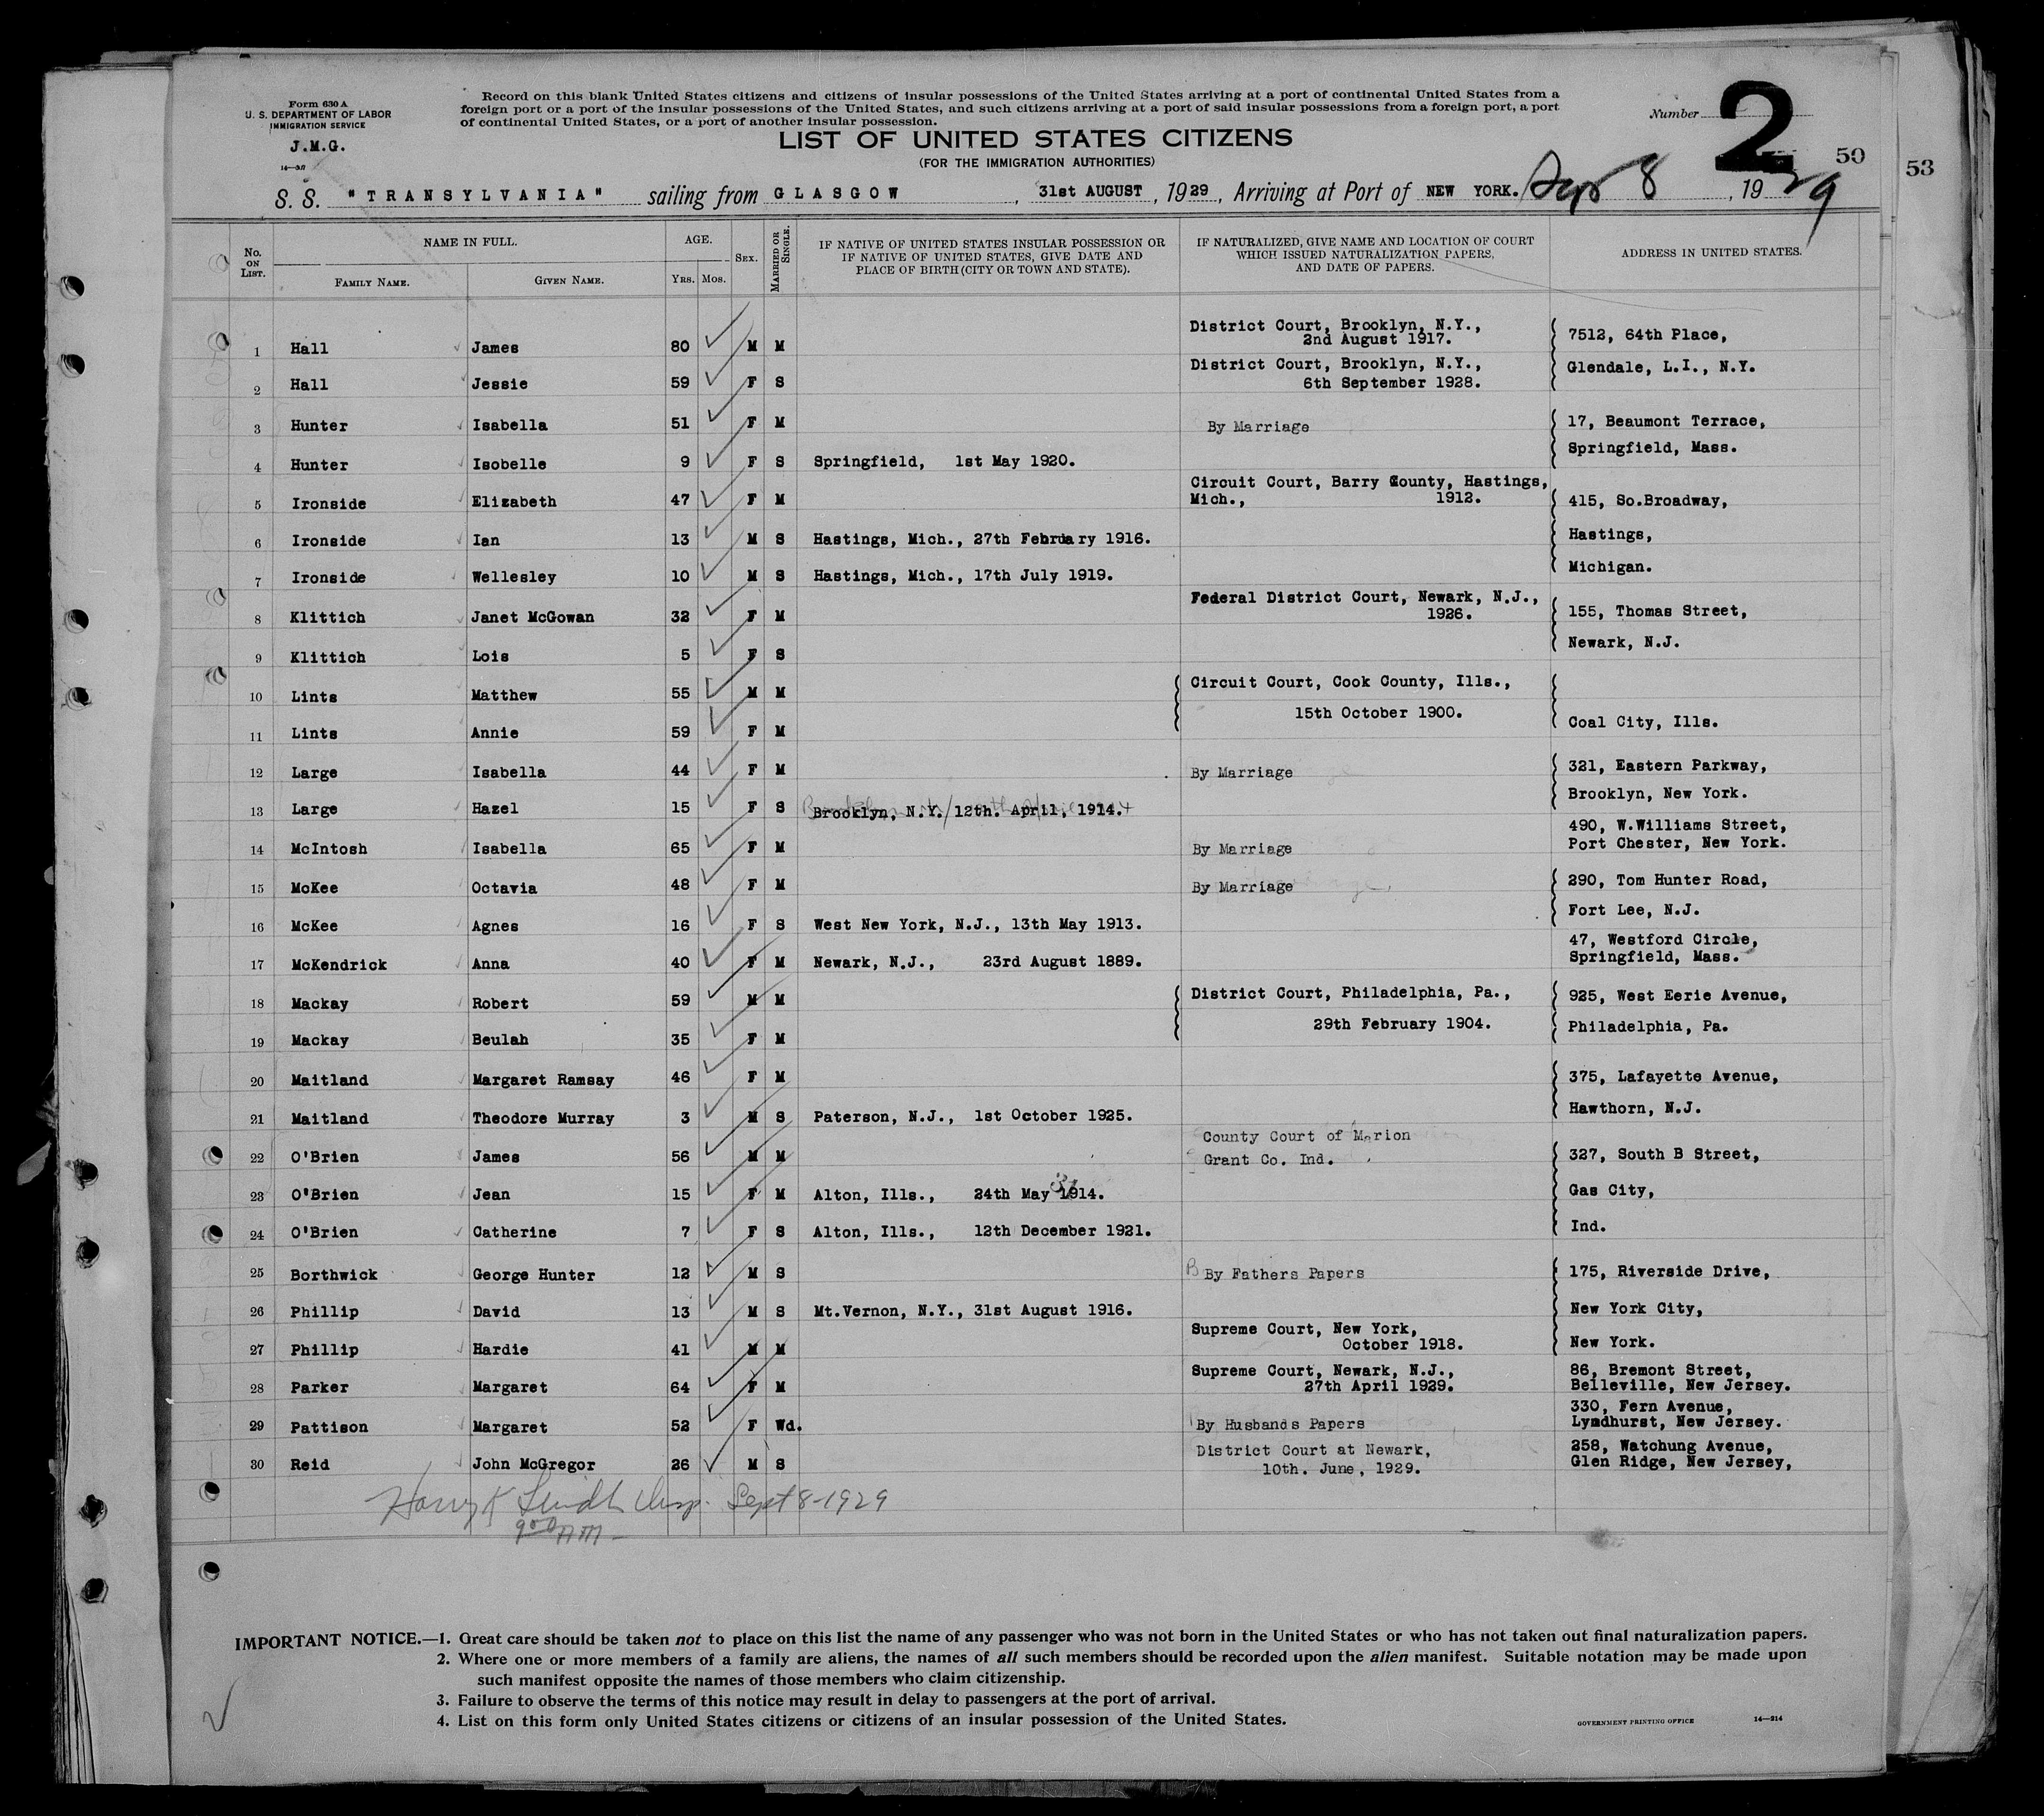 Form 630 A
U. S. DEPARTMENT OF LABOR
IMMIGRATION SERVICE
J.M.G.
Record on this blank United States citizens and citizens of insular possessions of the United States arriving at a port of continental United States from a
foreign port or a port of the insular possessions of the United States, and such citizens arriving at a port of said insular possessions from a foreign port, a port
of continental United States, or a port of another insular possession.
LIST OF UNITED STATES CITIZENS
(FOR THE IMMIGRATION AUTHORITIES)
Number 2
50
53
S. S. "TRANSYLVANIA" sailing from GLASGOW, 31st AUGUST, 1929, Arriving at Port of NEW YORK. Sep 8, 1929
No. ON LIST. NAME IN FULL. AGE. SEX. MARRIED OR SINGLE. IF NATIVE OF UNITED STATES INSULAR POSSESSION OR IF NATIVE OF UNITED STATES, GIVE DATE AND PLACE OF BIRTH (CITY OR TOWN AND STATE). IF NATURALIZED, GIVE NAME AND LOCATION OF COURT WHICH ISSUED NATURALIZATION PAPERS, AND DATE OF PAPERS. ADDRESS IN UNITED STATES.
FAMILY NAME. GIVEN NAME. YRS. MOS.
1 Hall James 80 M M District Court, Brooklyn, N.Y., 2nd August 1917. 7512, 64th Place,
2 Hall Jessie 59 F S District Court, Brooklyn, N.Y., 6th September 1928. Glendale, L.I., N.Y.
3 Hunter Isabella 51 F M By Marriage 17, Beaumont Terrace,
4 Hunter Isobelle 9 F S Springfield, 1st May 1920. Springfield, Mass.
5 Ironside Elizabeth 47 F M Circuit Court, Barry County, Hastings, Mich., 1912. 415, So.Broadway,
6 Ironside Ian 13 M S Hastings, Mich., 27th February 1916. Hastings,
7 Ironside Wellesley 10 M S Hastings, Mich., 17th July 1919. Michigan.
8 Klittich Janet McGowan 32 F M Federal District Court, Newark, N.J., 1926. 155, Thomas Street,
9 Klittich Lois 5 F S Newark, N.J.
10 Lints Matthew 55 M M Circuit Court, Cook County, Ills.,
11 Lints Annie 59 F M 15th October 1900. Coal City, Ills.
12 Large Isabella 44 F M By Marriage 321, Eastern Parkway,
13 Large Hazel 15 F S Brooklyn, N.Y. 12th. April, 1914. Brooklyn, New York.
14 McIntosh Isabella 65 F M By Marriage 490, W.Williams Street, Port Chester, New York.
15 McKee Octavia 48 F M By Marriage 290, Tom Hunter Road,
16 McKee Agnes 16 F S West New York, N.J., 13th May 1913. Fort Lee, N.J.
17 McKendrick Anna 40 F M Newark, N.J., 23rd August 1889. 47, Westford Circle, Springfield, Mass.
18 Mackay Robert 59 M M District Court, Philadelphia, Pa., 925, West Eerie Avenue,
19 Mackay Beulah 35 F M 29th February 1904. Philadelphia, Pa.
20 Maitland Margaret Ramsay 46 F M 375, Lafayette Avenue,
21 Maitland Theodore Murray 3 M S Paterson, N.J., 1st October 1925. Hawthorn, N.J.
22 O'Brien James 56 M M County Court of Marion Grant Co. Ind. 327, South B Street,
23 O'Brien Jean 15 F M Alton, Ills., 24th May 1914. Gas City,
24 O'Brien Catherine 7 F S Alton, Ills., 12th December 1921. Ind.
25 Borthwick George Hunter 12 M S By Fathers Papers 175, Riverside Drive,
26 Phillip David 13 M S Mt.Vernon, N.Y., 31st August 1916. New York City,
27 Phillip Hardie 41 M M Supreme Court, New York, October 1918. New York.
28 Parker Margaret 64 F M Supreme Court, Newark, N.J., 27th April 1929. 86, Bremont Street, Belleville, New Jersey.
29 Pattison Margaret 52 F Wd. By Husbands Papers 330, Fern Avenue, Lyndhurst, New Jersey.
30 Reid John McGregor 26 M S District Court at Newark, 10th. June, 1929. 258, Watchung Avenue, Glen Ridge, New Jersey,
Harry K Insp. Sept 8-1929
900 AM
IMPORTANT NOTICE.—1. Great care should be taken not to place on this list the name of any passenger who was not born in the United States or who has not taken out final naturalization papers.
2. Where one or more members of a family are aliens, the names of all such members should be recorded upon the alien manifest. Suitable notation may be made upon
such manifest opposite the names of those members who claim citizenship.
3. Failure to observe the terms of this notice may result in delay to passengers at the port of arrival.
4. List on this form only United States citizens or citizens of an insular possession of the United States.
GOVERNMENT PRINTING OFFICE 14—214